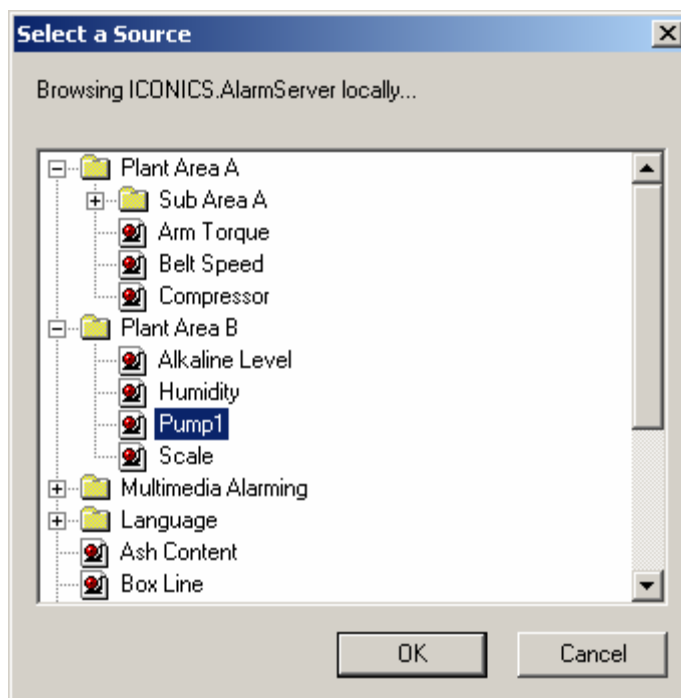 Select a Source
Browsing ICONICS.AlarmServer locally...
Plant Area A
Sub Area A
Arm Torque
Belt Speed
Compressor
Plant Area B
Alkaline Level
Humidity
Pump1
Scale
Multimedia Alarming
Language
Ash Content
Box Line
OK Cancel